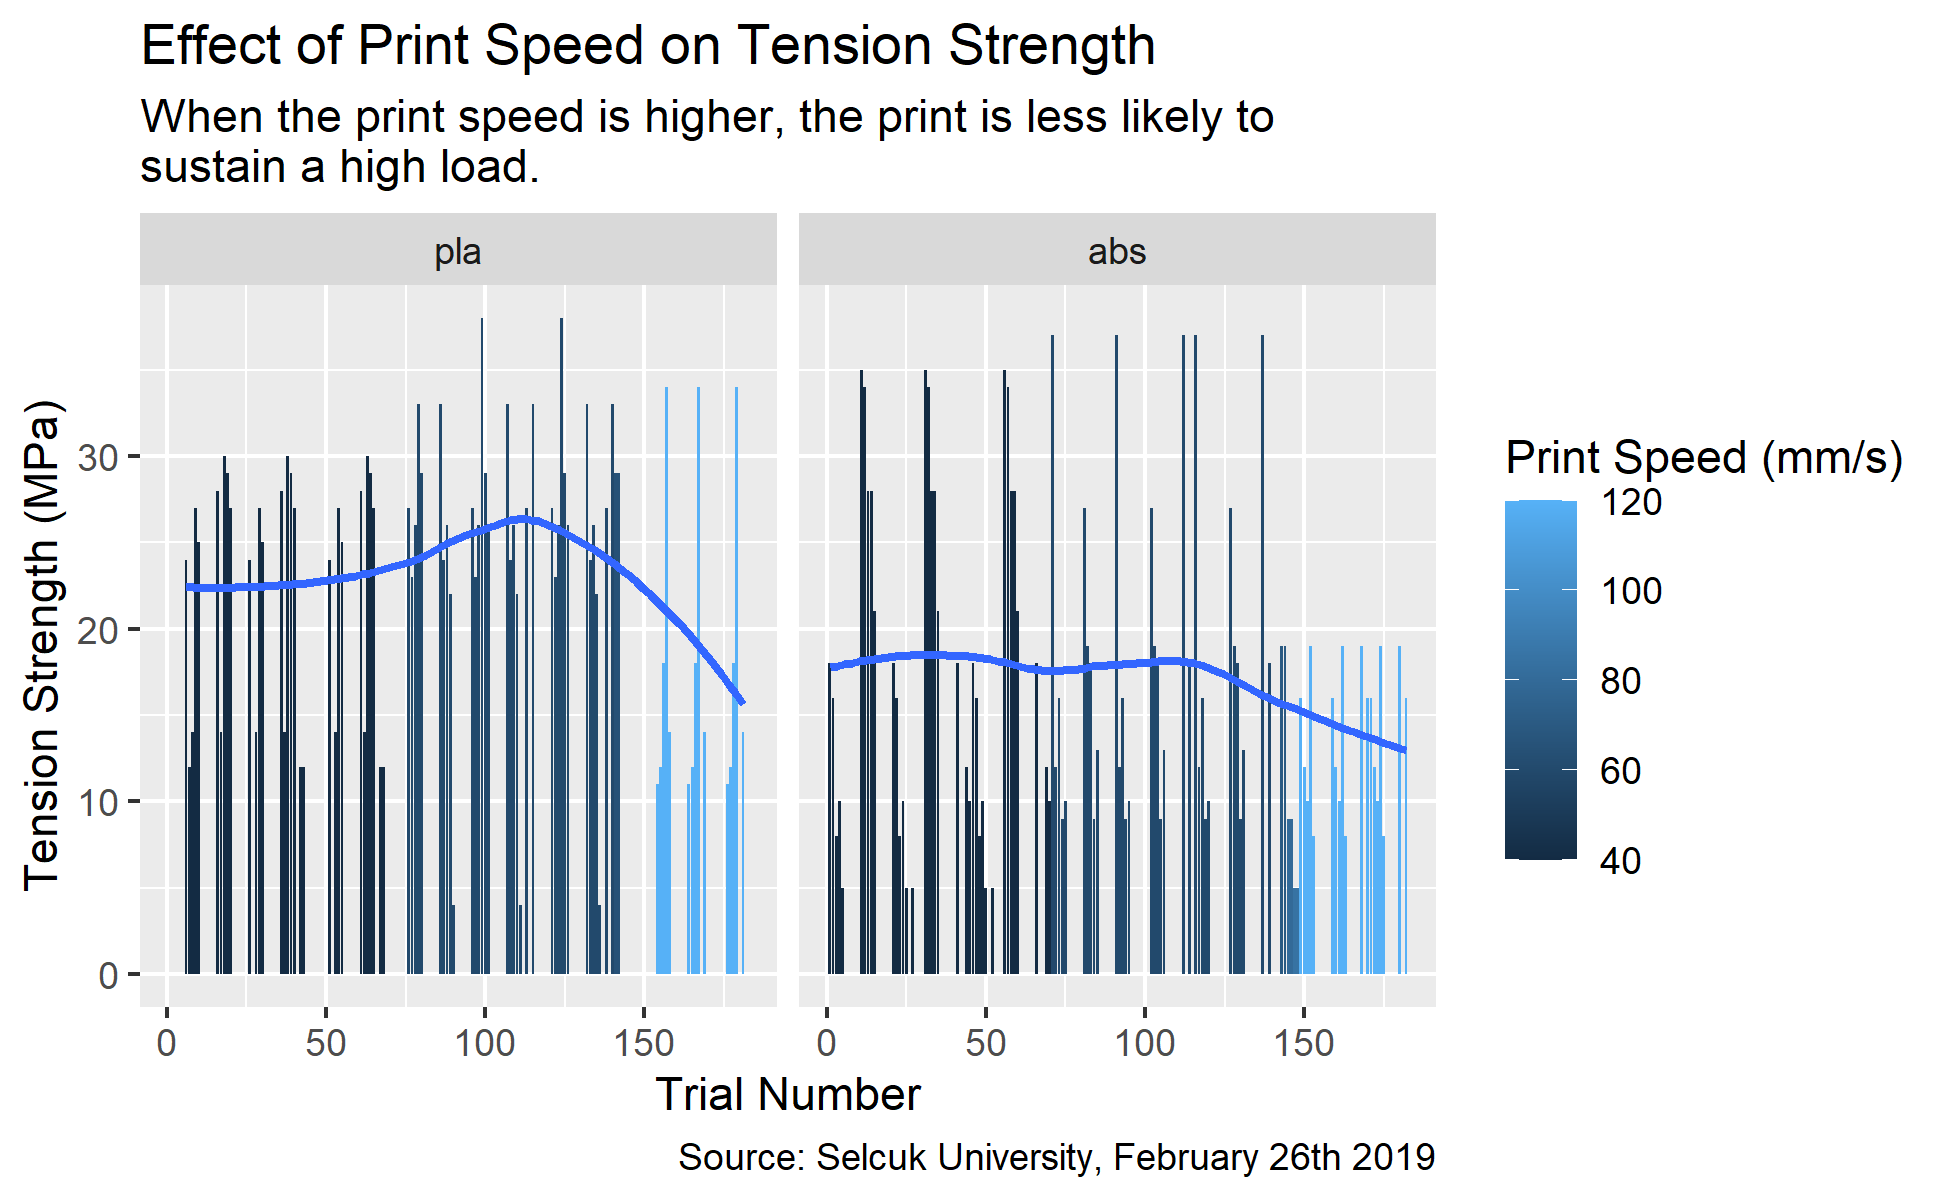 Effect of Print Speed on Tension Strength
When the print speed is higher, the print is less likely to
sustain a high load.
pla
abs
Tension Strength (MPa)
30
20
10
0
0
50
100
150
0
50
100
150
Trial Number
Print Speed (mm/s)
120
100
80
60
40
Source: Selcuk University, February 26th 2019